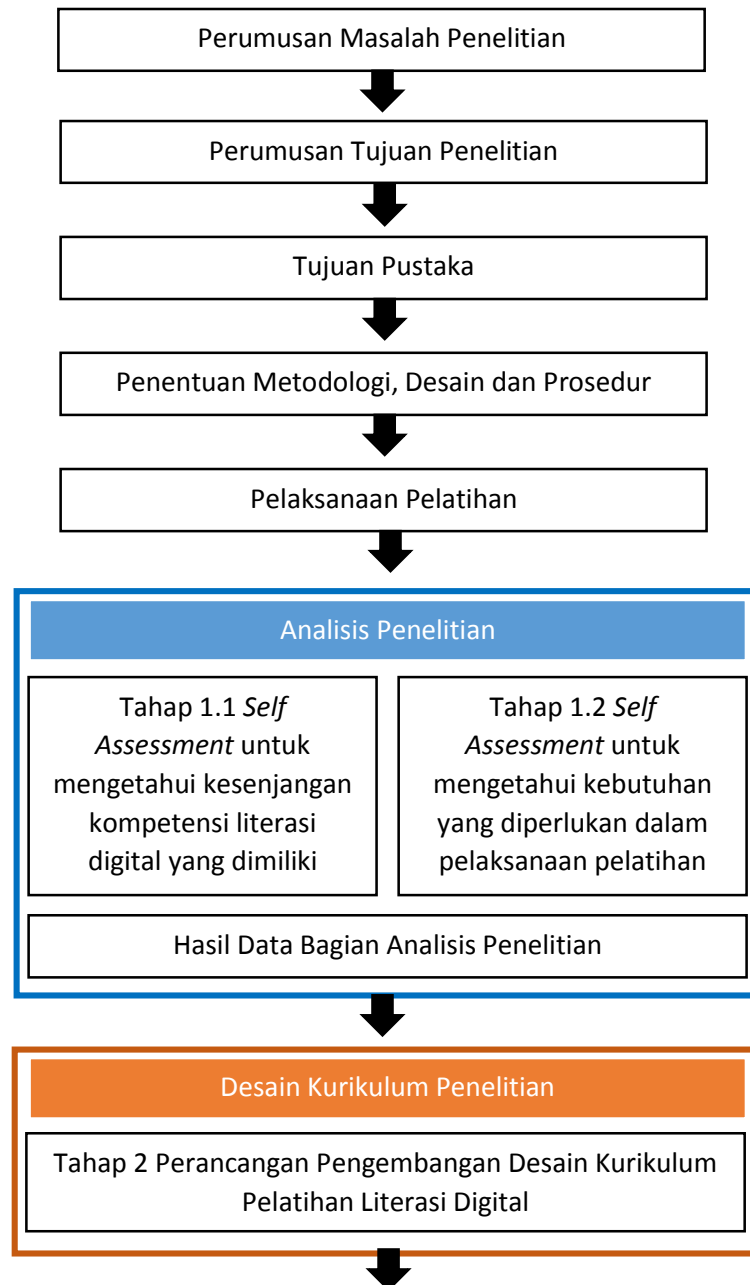 Perumusan Masalah Penelitian
Perumusan Tujuan Penelitian
Tujuan Pustaka
Penentuan Metodologi, Desain dan Prosedur
Pelaksanaan Pelatihan
Analisis Penelitian
Tahap 1.1 Self
Assessment untuk
mengetahui kesenjangan
kompetensi literasi
digital yang dimiliki
Tahap 1.2 Self
Assessment untuk
mengetahui kebutuhan
yang diperlukan dalam
pelaksanaan pelatihan
Hasil Data Bagian Analisis Penelitian
Desain Kurikulum Penelitian
Tahap 2 Perancangan Pengembangan Desain Kurikulum
Pelatihan Literasi Digital